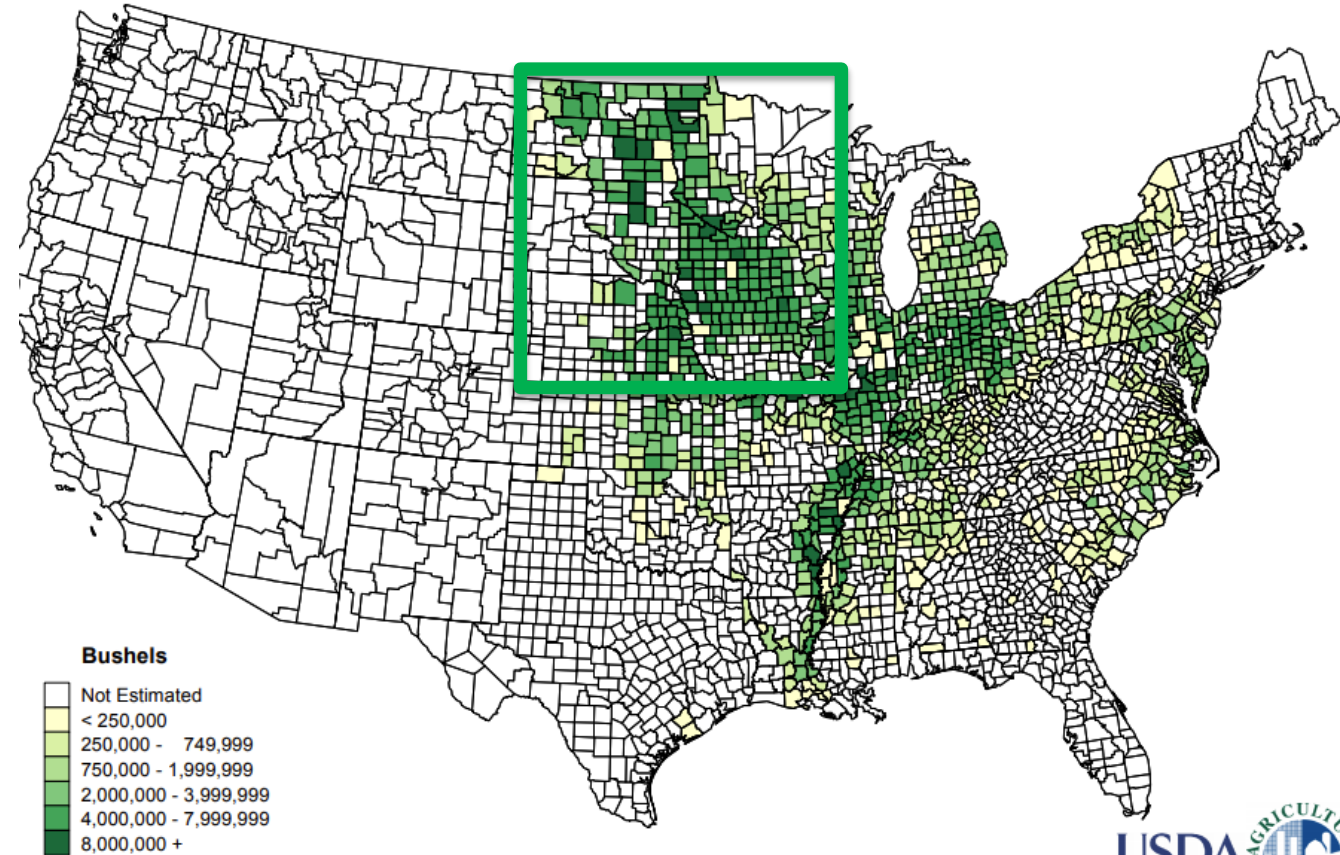 Bushels
Not Estimated
< 250,000
250,000 - 749,999
750,000 - 1,999,999
2,000,000 - 3,999,999
4,000,000 - 7,999,999
8,000,000 +
USDA
AGRICULTU